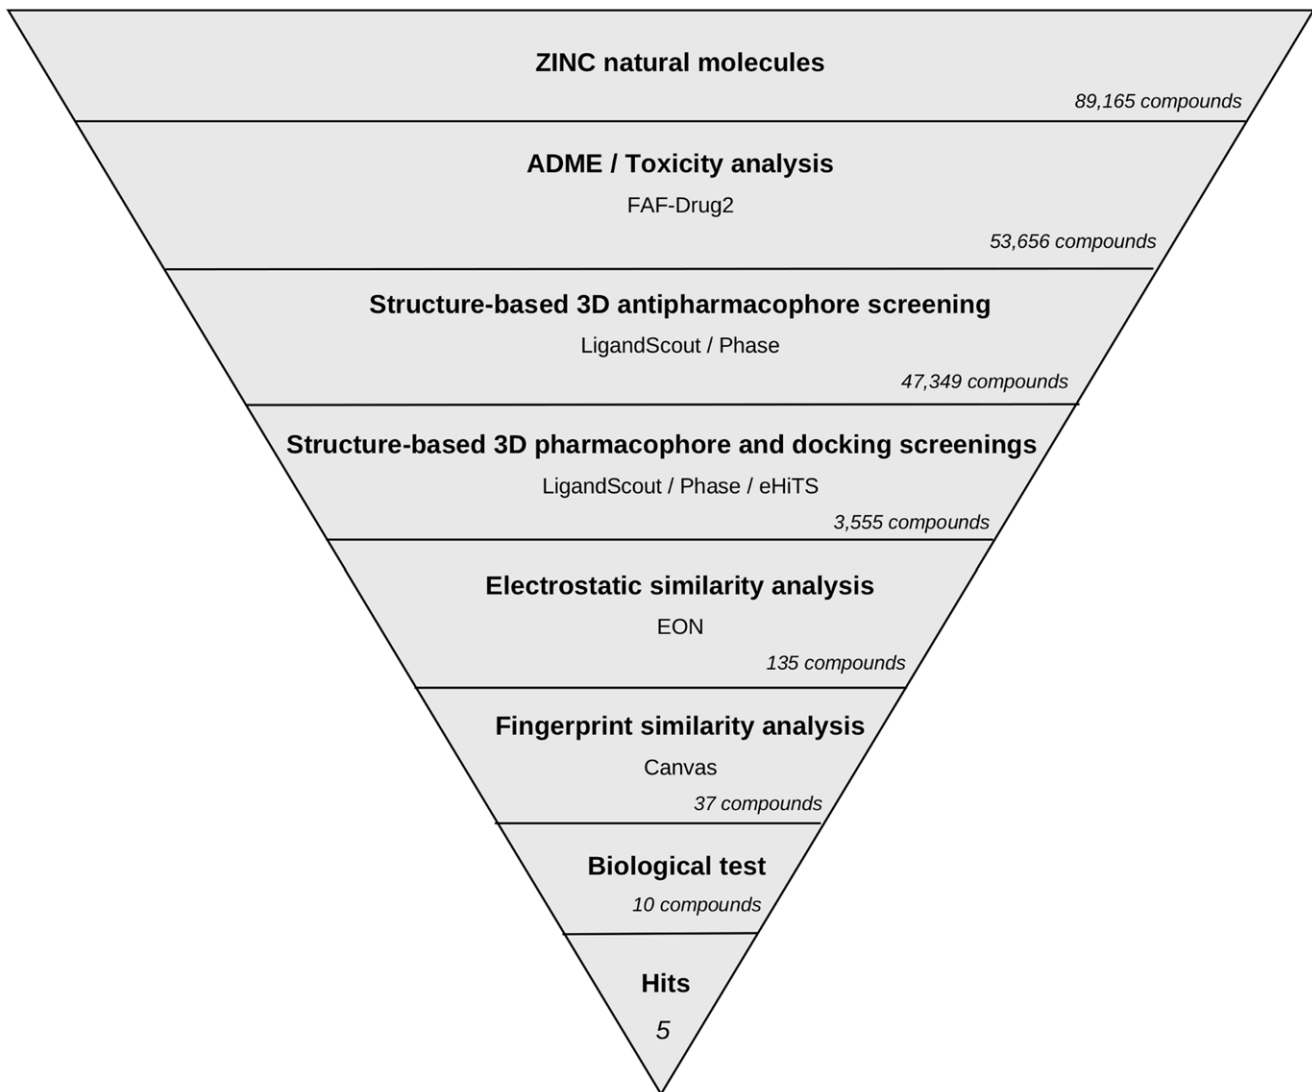 ZINC natural molecules
89,165 compounds
ADME / Toxicity analysis
FAF-Drug2
53,656 compounds
Structure-based 3D antipharmacophore screening
LigandScout / Phase
47,349 compounds
Structure-based 3D pharmacophore and docking screenings
LigandScout / Phase / eHiTS
3,555 compounds
Electrostatic similarity analysis
EON
135 compounds
Fingerprint similarity analysis
Canvas
37 compounds
Biological test
10 compounds
Hits
5